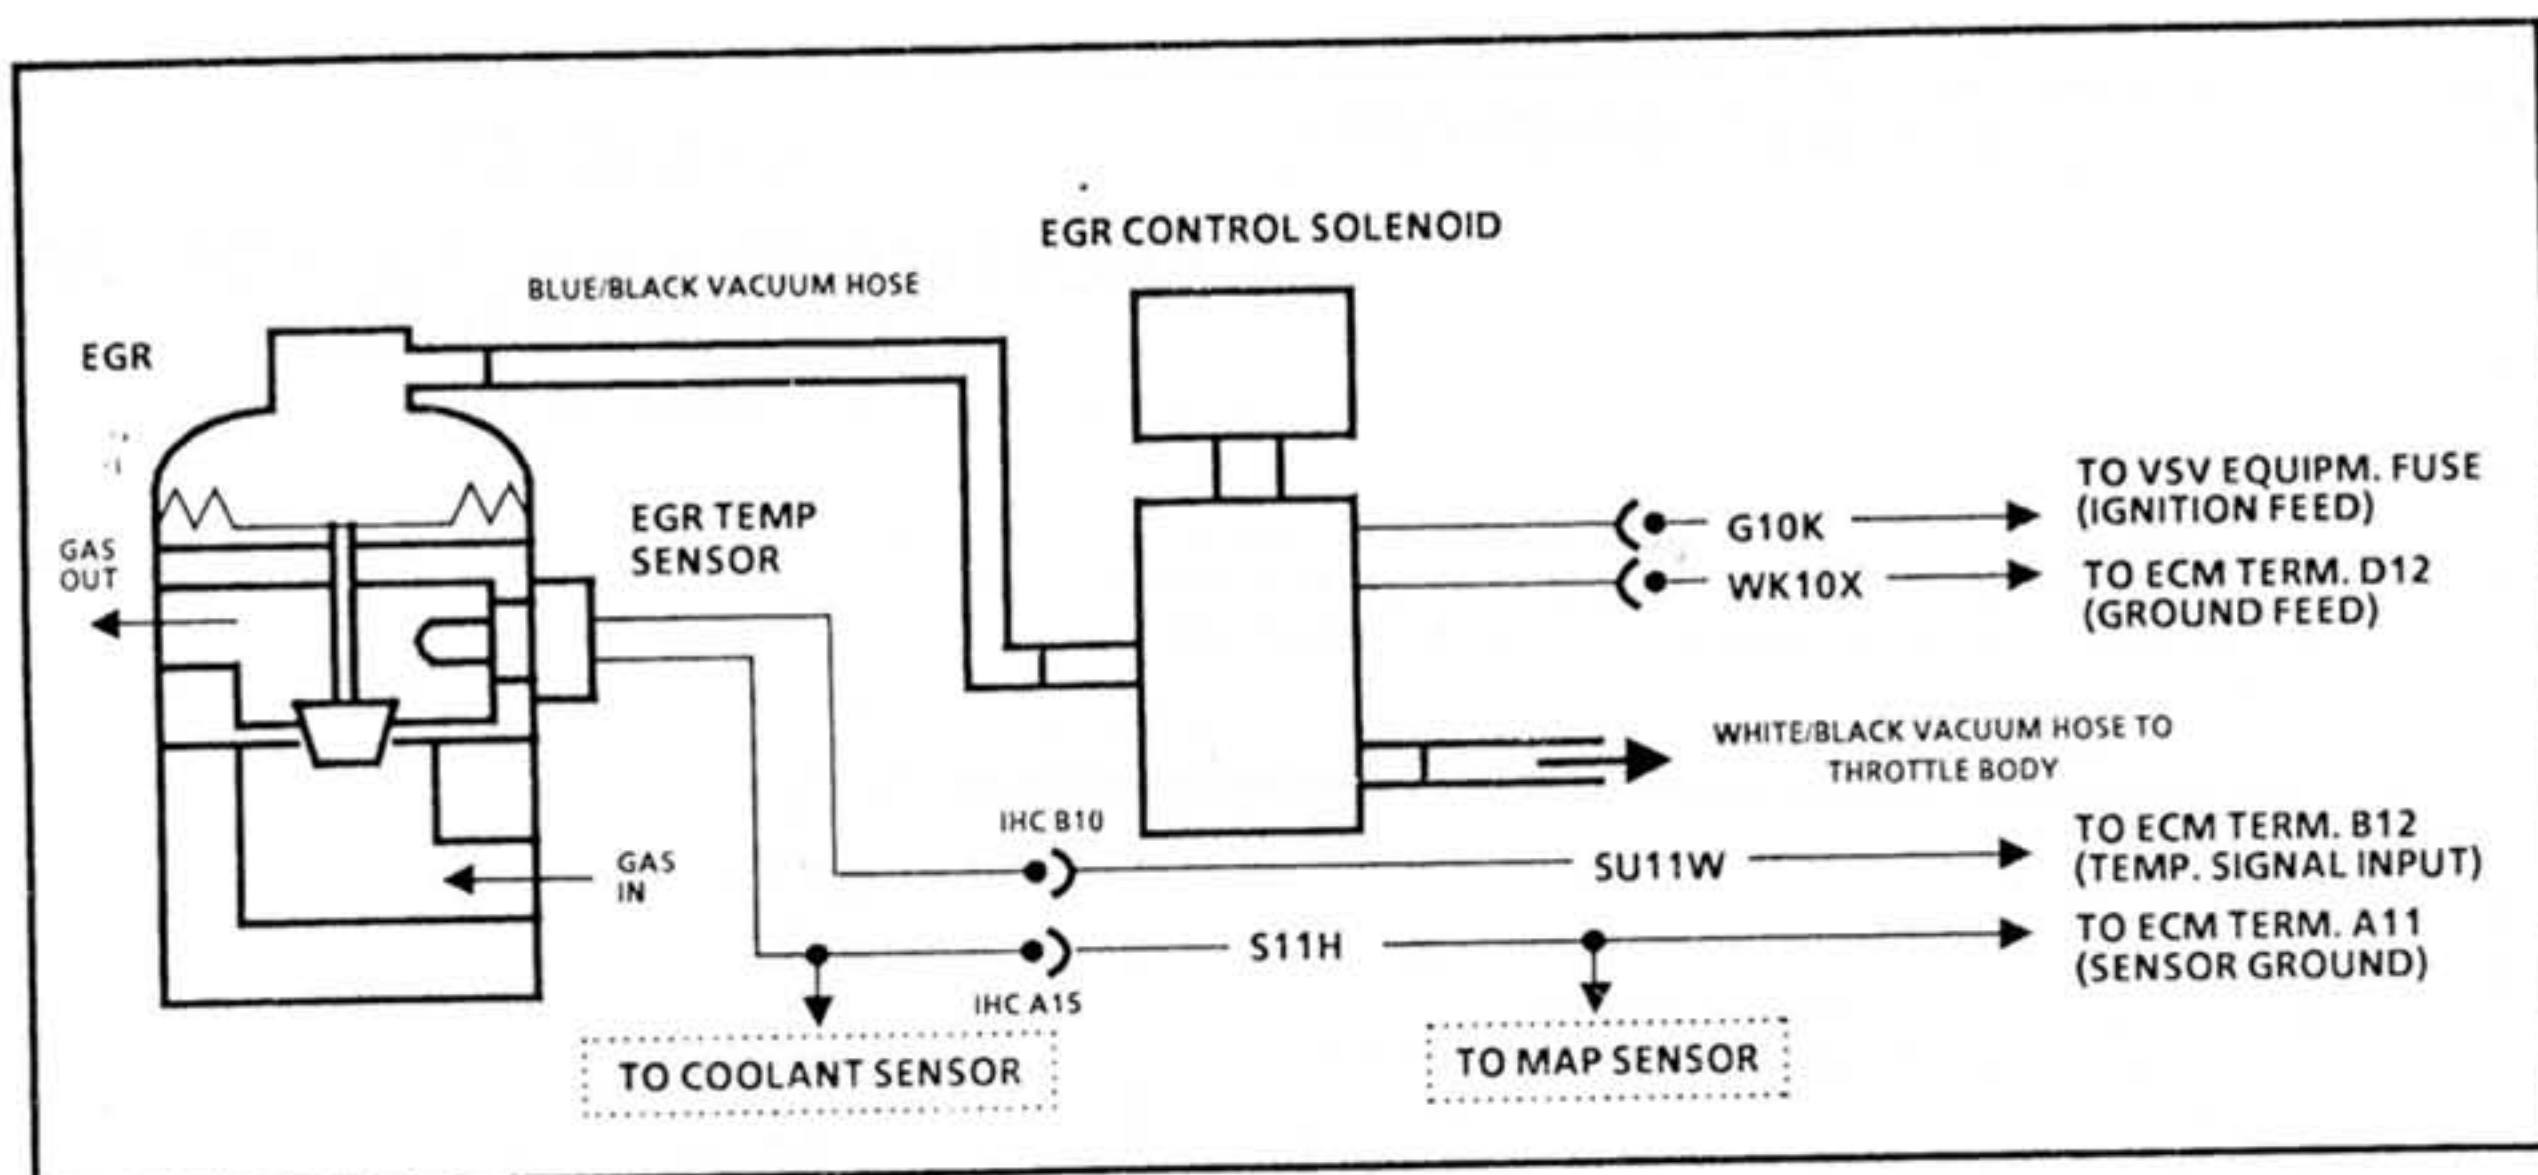 EGR CONTROL SOLENOID
BLUE/BLACK VACUUM HOSE
EGR
EGR TEMP
SENSOR
GAS
OUT
TO VSV EQUIPM. FUSE
(IGNITION FEED)
G10K
TO ECM TERM. D12
(GROUND FEED)
WK10X
WHITE/BLACK VACUUM HOSE TO
THROTTLE BODY
IHC B10
GAS
IN
SU11W
TO ECM TERM. B12
(TEMP. SIGNAL INPUT)
S11H
TO ECM TERM. A11
(SENSOR GROUND)
IHC A15
TO COOLANT SENSOR
TO MAP SENSOR